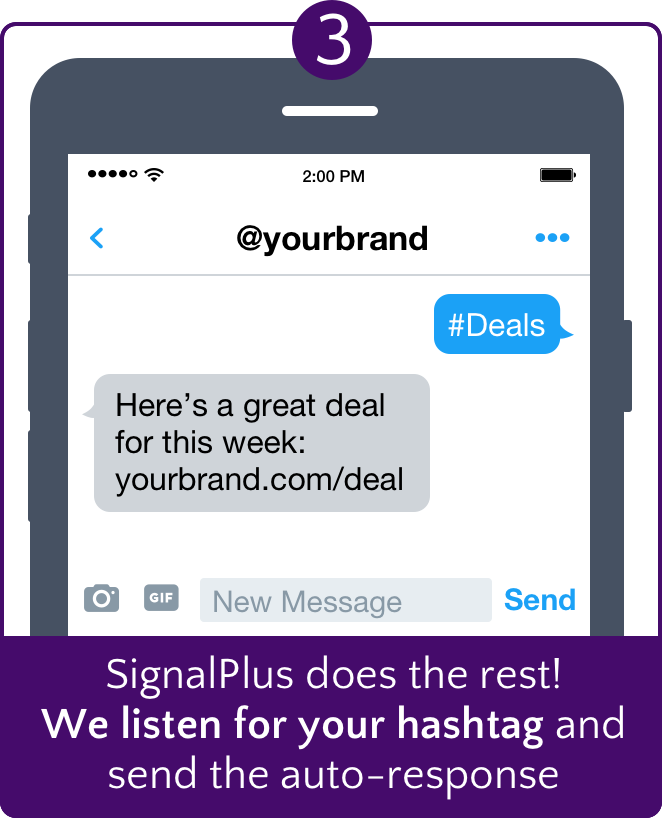 3
2:00 PM
@yourbrand
#Deals
Here’s a great deal
for this week:
yourbrand.com/deal
GIF
New Message
Send
SignalPlus does the rest!
We listen for your hashtag and
send the auto-response